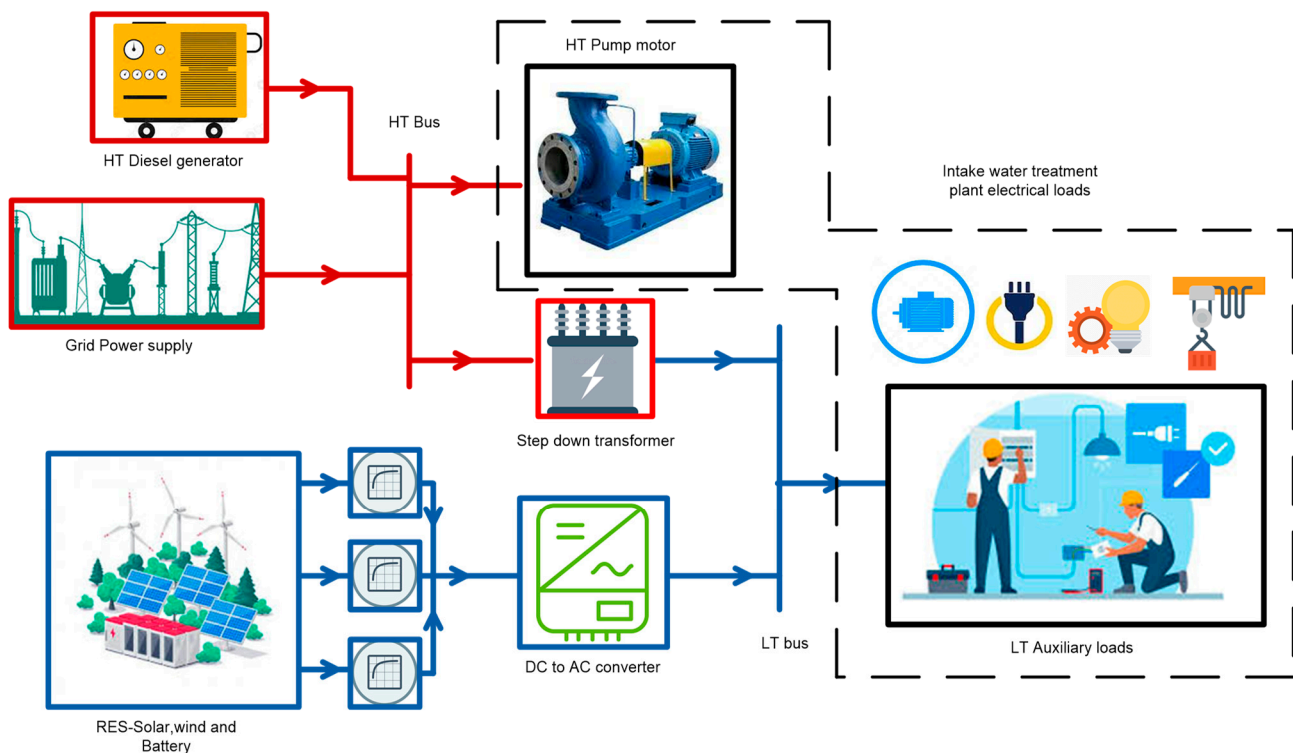 HT Pump motor
HT Bus
HT Diesel generator
Intake water treatment
plant electrical loads
Grid Power supply
Step down transformer
LT bus
LT Auxiliary loads
DC to AC converter
RES-Solar,wind and
Battery